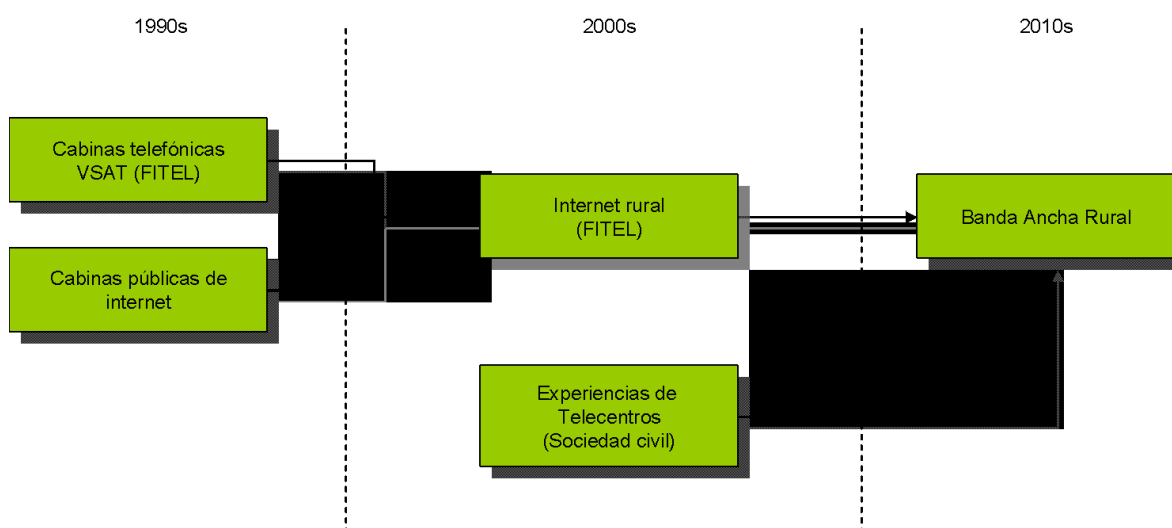 1990s
2000s
2010s
Cabinas telefónicas
VSAT (FITEL)
Internet rural
(FITEL)
Banda Ancha Rural
Cabinas públicas de
internet
Experiencias de
Telecentros
(Sociedad civil)